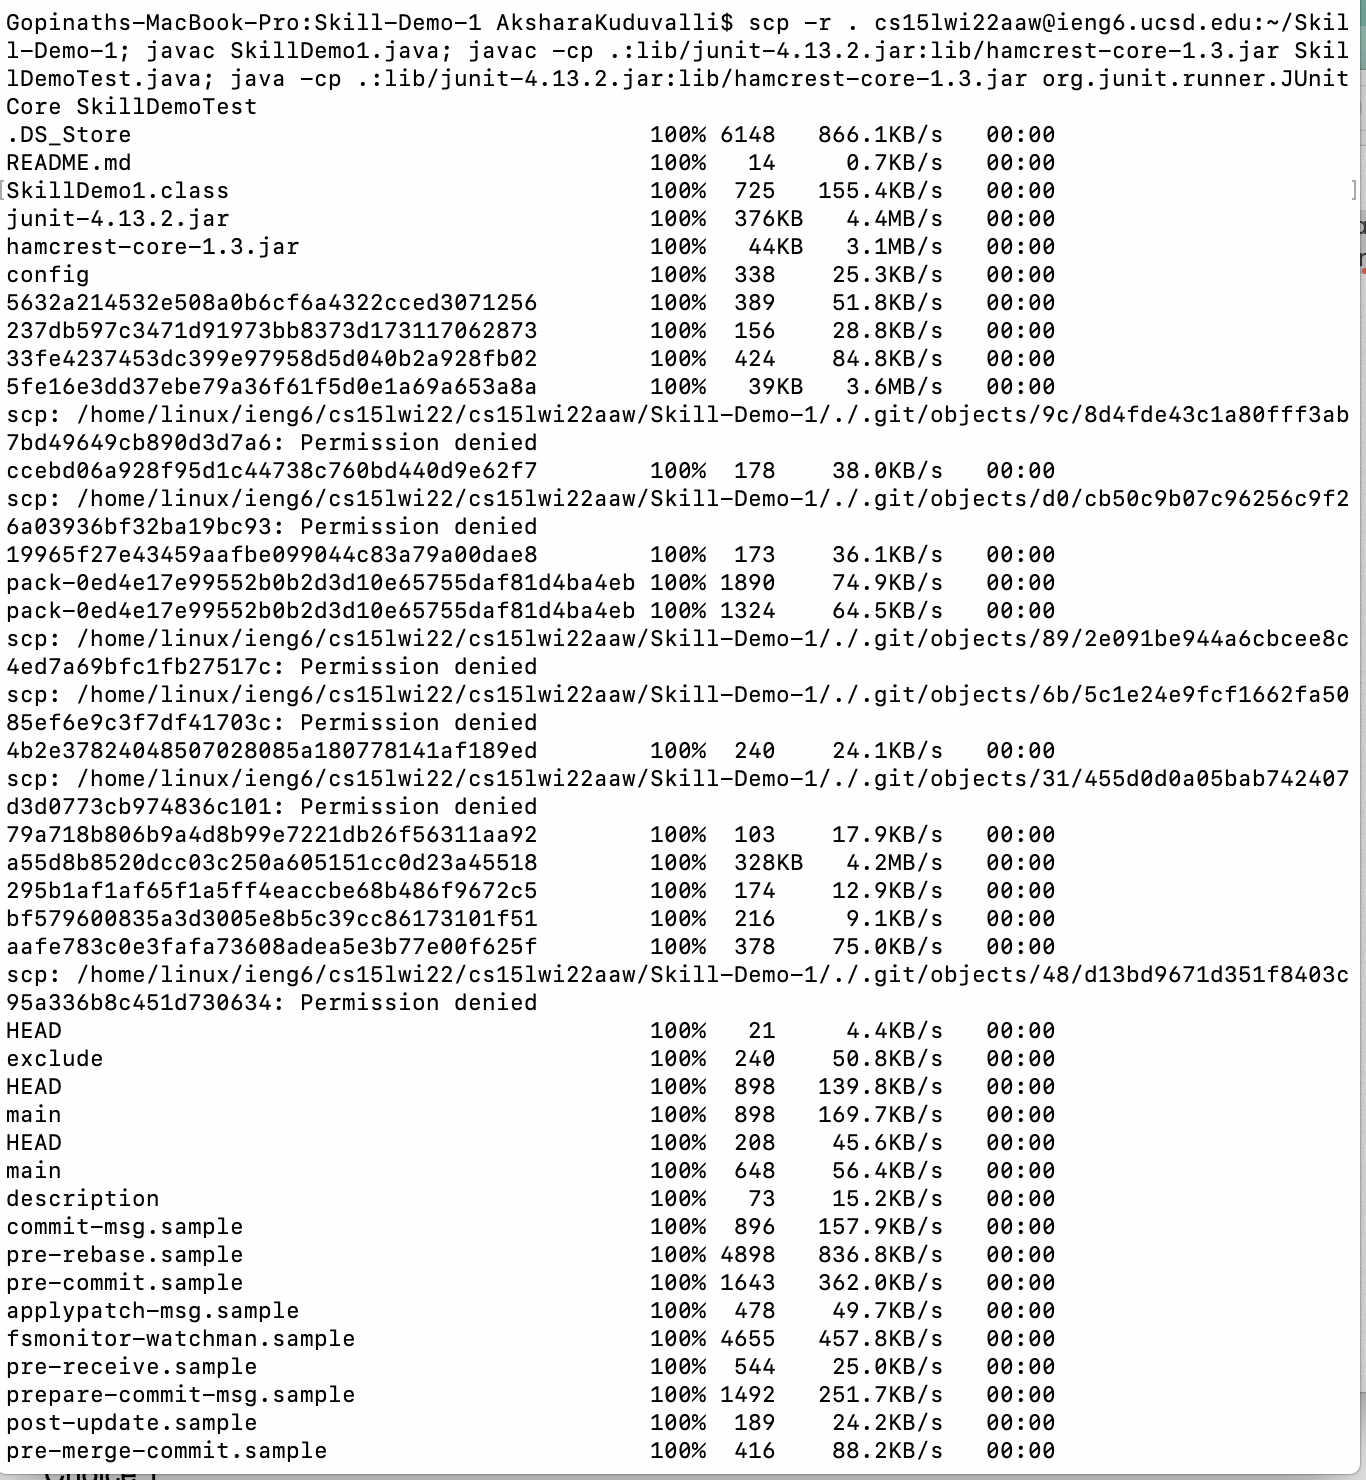 Gopinaths-MacBook-Pro:Skill-Demo-1 AksharaKuduvalli$ scp -r . cs15lwi22aaw@ieng6.ucsd.edu:~/Skil
l-Demo-1; javac SkillDemo1.java; javac -cp .:lib/junit-4.13.2.jar:lib/hamcrest-core-1.3.jar Skil
lDemoTest.java; java -cp .:lib/junit-4.13.2.jar:lib/hamcrest-core-1.3.jar org.junit.runner.JUnit
Core SkillDemoTest
.DS_Store 100% 6148 866.1KB/s 00:00
README.md 100% 14 0.7KB/s 00:00
[SkillDemo1.class 100% 725 155.4KB/s 00:00 ]
junit-4.13.2.jar 100% 376KB 4.4MB/s 00:00
hamcrest-core-1.3.jar 100% 44KB 3.1MB/s 00:00
config 100% 338 25.3KB/s 00:00
5632a214532e508a0b6cf6a4322cced3071256 100% 389 51.8KB/s 00:00
237db597c3471d91973bb8373d173117062873 100% 156 28.8KB/s 00:00
33fe4237453dc399e97958d5d040b2a928fb02 100% 424 84.8KB/s 00:00
5fe16e3dd37ebe79a36f61f5d0e1a69a653a8a 100% 39KB 3.6MB/s 00:00
scp: /home/linux/ieng6/cs15lwi22/cs15lwi22aaw/Skill-Demo-1/./.git/objects/9c/8d4fde43c1a80fff3ab
7bd49649cb890d3d7a6: Permission denied
ccebd06a928f95d1c44738c760bd440d9e62f7 100% 178 38.0KB/s 00:00
scp: /home/linux/ieng6/cs15lwi22/cs15lwi22aaw/Skill-Demo-1/./.git/objects/d0/cb50c9b07c96256c9f2
6a03936bf32ba19bc93: Permission denied
19965f27e43459aafbe099044c83a79a00dae8 100% 173 36.1KB/s 00:00
pack-0ed4e17e99552b0b2d3d10e65755daf81d4ba4eb 100% 1890 74.9KB/s 00:00
pack-0ed4e17e99552b0b2d3d10e65755daf81d4ba4eb 100% 1324 64.5KB/s 00:00
scp: /home/linux/ieng6/cs15lwi22/cs15lwi22aaw/Skill-Demo-1/./.git/objects/89/2e091be944a6cbcee8c
4ed7a69bfc1fb27517c: Permission denied
scp: /home/linux/ieng6/cs15lwi22/cs15lwi22aaw/Skill-Demo-1/./.git/objects/6b/5c1e24e9fcf1662fa50
85ef6e9c3f7df41703c: Permission denied
4b2e37824048507028085a180778141af189ed 100% 240 24.1KB/s 00:00
scp: /home/linux/ieng6/cs15lwi22/cs15lwi22aaw/Skill-Demo-1/./.git/objects/31/455d0d0a05bab742407
d3d0773cb974836c101: Permission denied
79a718b806b9a4d8b99e7221db26f56311aa92 100% 103 17.9KB/s 00:00
a55d8b8520dcc03c250a605151cc0d23a45518 100% 328KB 4.2MB/s 00:00
295b1af1af65f1a5ff4eaccbe68b486f9672c5 100% 174 12.9KB/s 00:00
bf579600835a3d3005e8b5c39cc86173101f51 100% 216 9.1KB/s 00:00
aafe783c0e3fafa73608adea5e3b77e00f625f 100% 378 75.0KB/s 00:00
scp: /home/linux/ieng6/cs15lwi22/cs15lwi22aaw/Skill-Demo-1/./.git/objects/48/d13bd9671d351f8403c
95a336b8c451d730634: Permission denied
HEAD 100% 21 4.4KB/s 00:00
exclude 100% 240 50.8KB/s 00:00
HEAD 100% 898 139.8KB/s 00:00
main 100% 898 169.7KB/s 00:00
HEAD 100% 208 45.6KB/s 00:00
main 100% 648 56.4KB/s 00:00
description 100% 73 15.2KB/s 00:00
commit-msg.sample 100% 896 157.9KB/s 00:00
pre-rebase.sample 100% 4898 836.8KB/s 00:00
pre-commit.sample 100% 1643 362.0KB/s 00:00
applypatch-msg.sample 100% 478 49.7KB/s 00:00
fsmonitor-watchman.sample 100% 4655 457.8KB/s 00:00
pre-receive.sample 100% 544 25.0KB/s 00:00
prepare-commit-msg.sample 100% 1492 251.7KB/s 00:00
post-update.sample 100% 189 24.2KB/s 00:00
pre-merge-commit.sample 100% 416 88.2KB/s 00:00